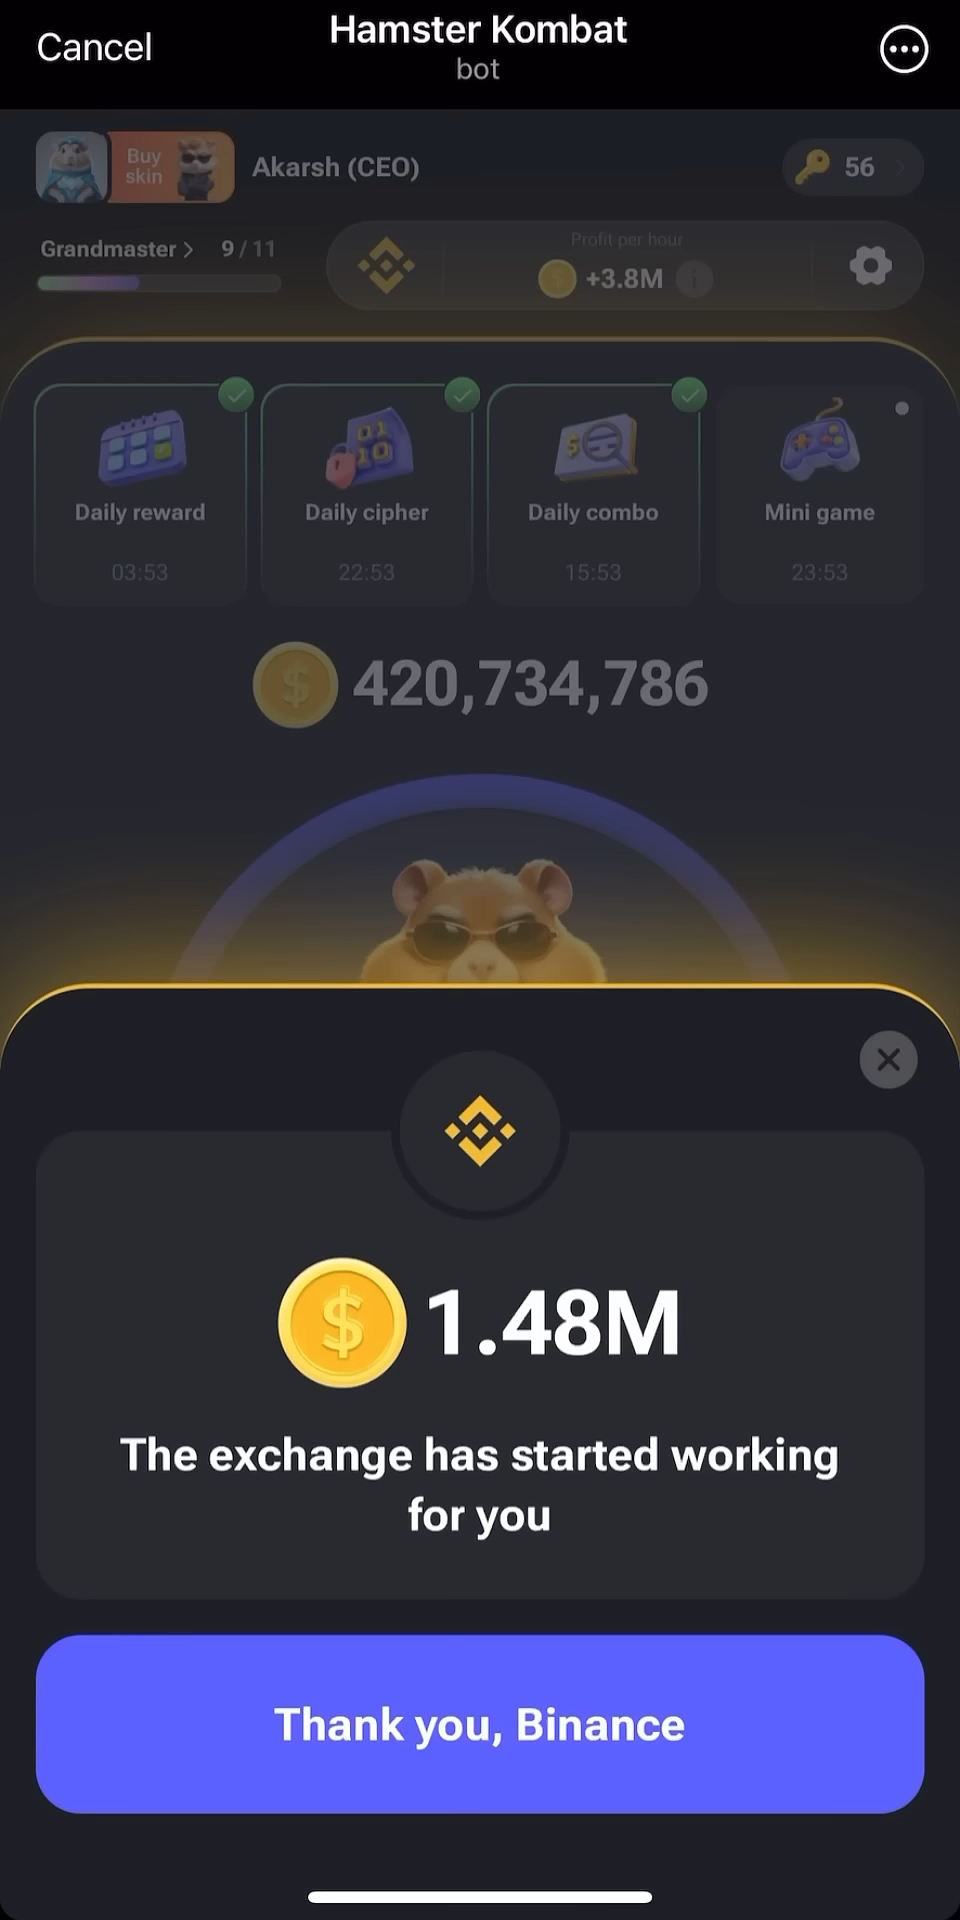 Cancel
Hamster Kombat
bot
Buy
skin
Akarsh (CEO)
56
Grandmaster
9 / 11
Profit per hour
+3.8M
Daily reward
03:53
Daily cipher
22:53
Daily combo
15:53
Mini game
23:53
420,734,786
1.48M
The exchange has started working
for you
Thank you, Binance